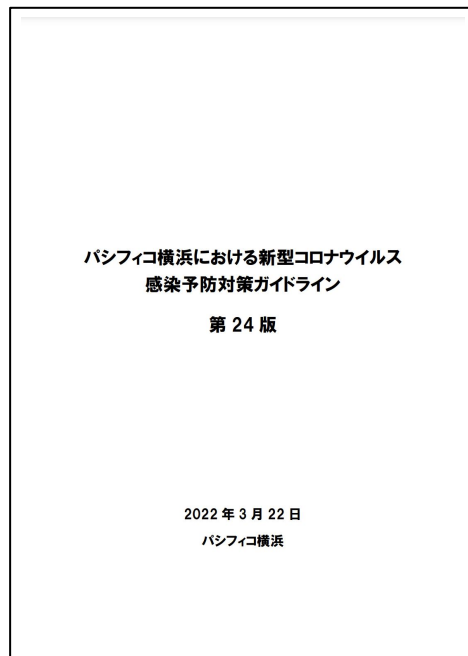 パシフィコ横浜における新型コロナウイルス
感染予防対策ガイドライン
第 24 版
2022 年 3 月 22 日
パシフィコ横浜